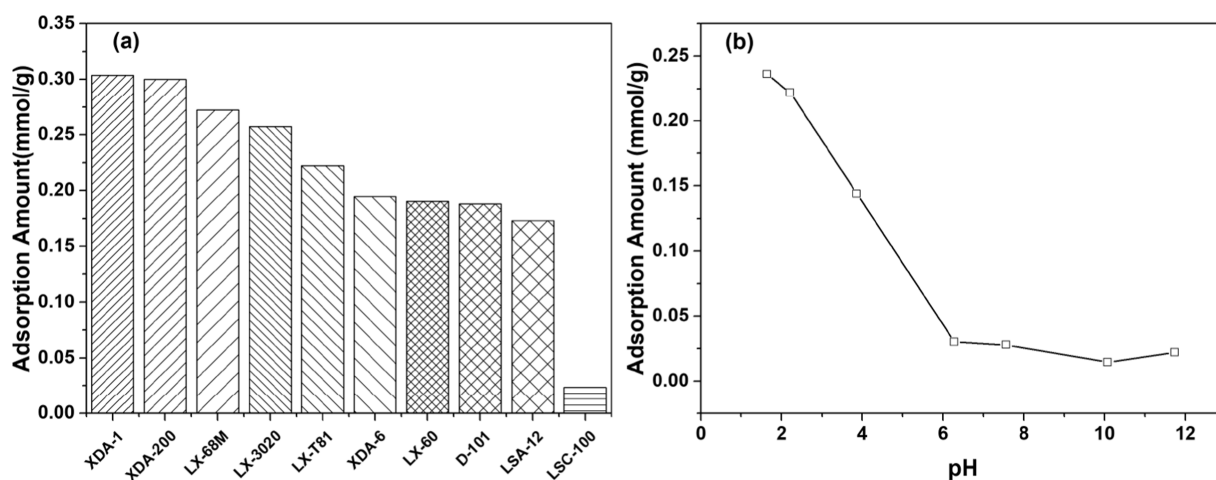 (a)
Adsorption Amount(mmol/g)
0.35
0.30
0.25
0.20
0.15
0.10
0.05
0.00
XDA-1
XDA-200
LX-68M
LX-3020
LX-T81
XDA-6
LX-60
D-101
LSA-12
LSC-100
(b)
Adsorption Amount (mmol/g)
0.25
0.20
0.15
0.10
0.05
0.00
0 2 4 6 8 10 12
pH